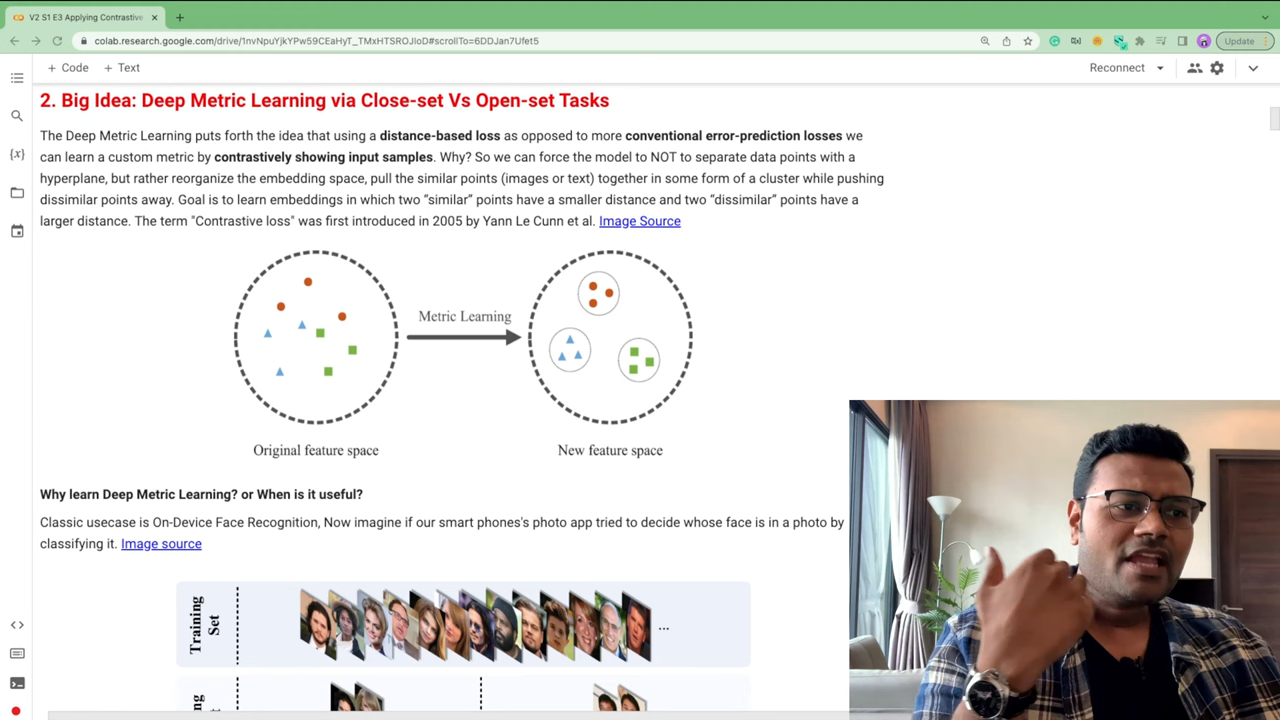 V2 S1 E3 Applying Contrastive
colab.research.google.com/drive/1nvNpuYjkYPw59CEaHyT_TMxHTSROJIoD#scrollTo=6DDJan7Ufet5
Update
+ Code + Text
Reconnect
2. Big Idea: Deep Metric Learning via Close-set Vs Open-set Tasks
The Deep Metric Learning puts forth the idea that using a distance-based loss as opposed to more conventional error-prediction losses we
can learn a custom metric by contrastively showing input samples. Why? So we can force the model to NOT to separate data points with a
hyperplane, but rather reorganize the embedding space, pull the similar points (images or text) together in some form of a cluster while pushing
dissimilar points away. Goal is to learn embeddings in which two “similar” points have a smaller distance and two “dissimilar” points have a
larger distance. The term "Contrastive loss" was first introduced in 2005 by Yann Le Cunn et al. Image Source
Metric Learning
Original feature space
New feature space
Why learn Deep Metric Learning? or When is it useful?
Classic usecase is On-Device Face Recognition, Now imagine if our smart phones's photo app tried to decide whose face is in a photo by
classifying it. Image source
Training
Set
...